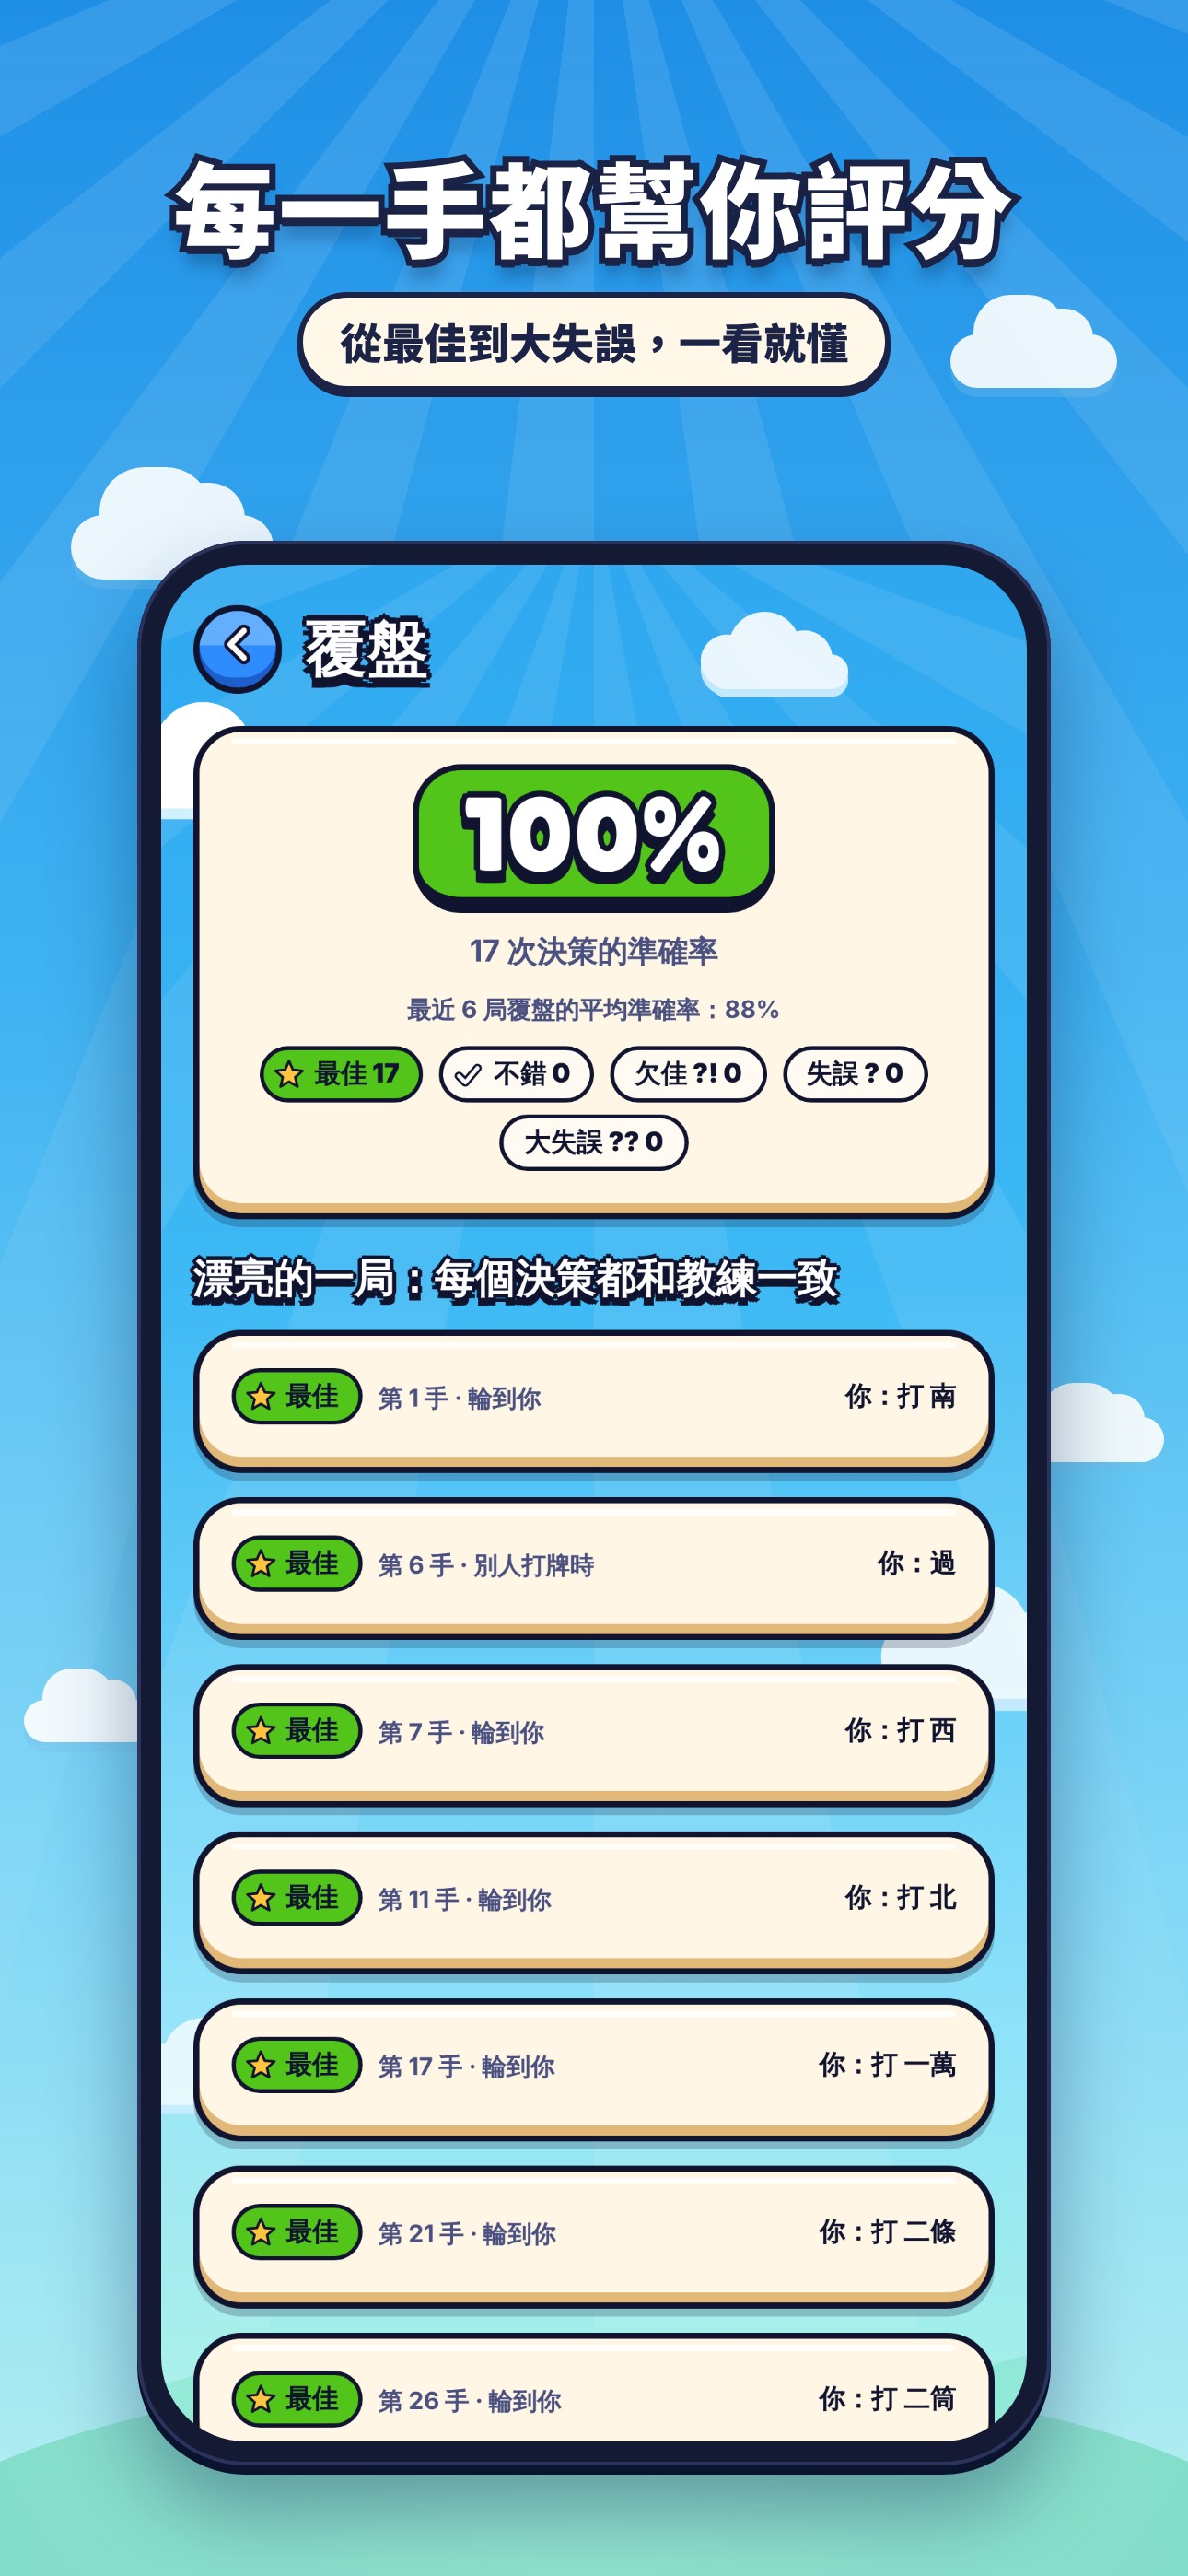 每一手都幫你評分
從最佳到大失誤，一看就懂
覆盤
100%
17 次決策的準確率
最近 6 局覆盤的平均準確率：88%
最佳 17 不錯 0 欠佳 ?! 0 失誤 ? 0
大失誤 ?? 0
漂亮的一局：每個決策都和教練一致
最佳 第 1 手 · 輪到你 你：打 南
最佳 第 6 手 · 別人打牌時 你：過
最佳 第 7 手 · 輪到你 你：打 西
最佳 第 11 手 · 輪到你 你：打 北
最佳 第 17 手 · 輪到你 你：打 一萬
最佳 第 21 手 · 輪到你 你：打 二條
最佳 第 26 手 · 輪到你 你：打 二筒